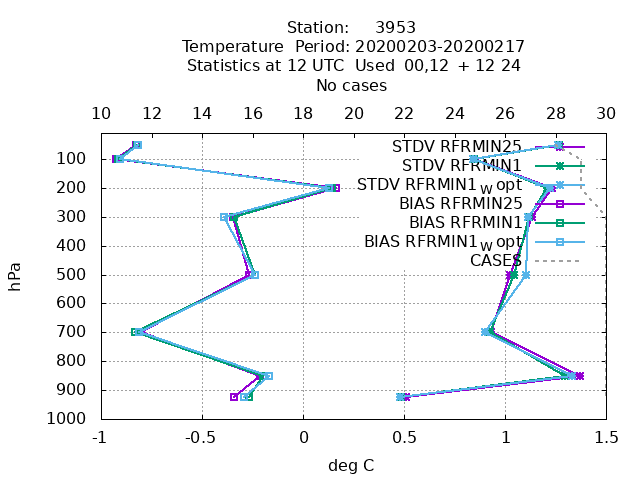 Station: 3953
Temperature Period: 20200203-20200217
Statistics at 12 UTC Used 00,12 + 12 24
No cases
10 12 14 16 18 20 22 24 26 28 30
STDV RFRMIN25
STDV RFRMIN1
STDV RFRMIN1_W opt
BIAS RFRMIN25
BIAS RFRMIN1
BIAS RFRMIN1_W opt
CASES
hPa
100
200
300
400
500
600
700
800
900
1000
-1 -0.5 0 0.5 1 1.5
deg C